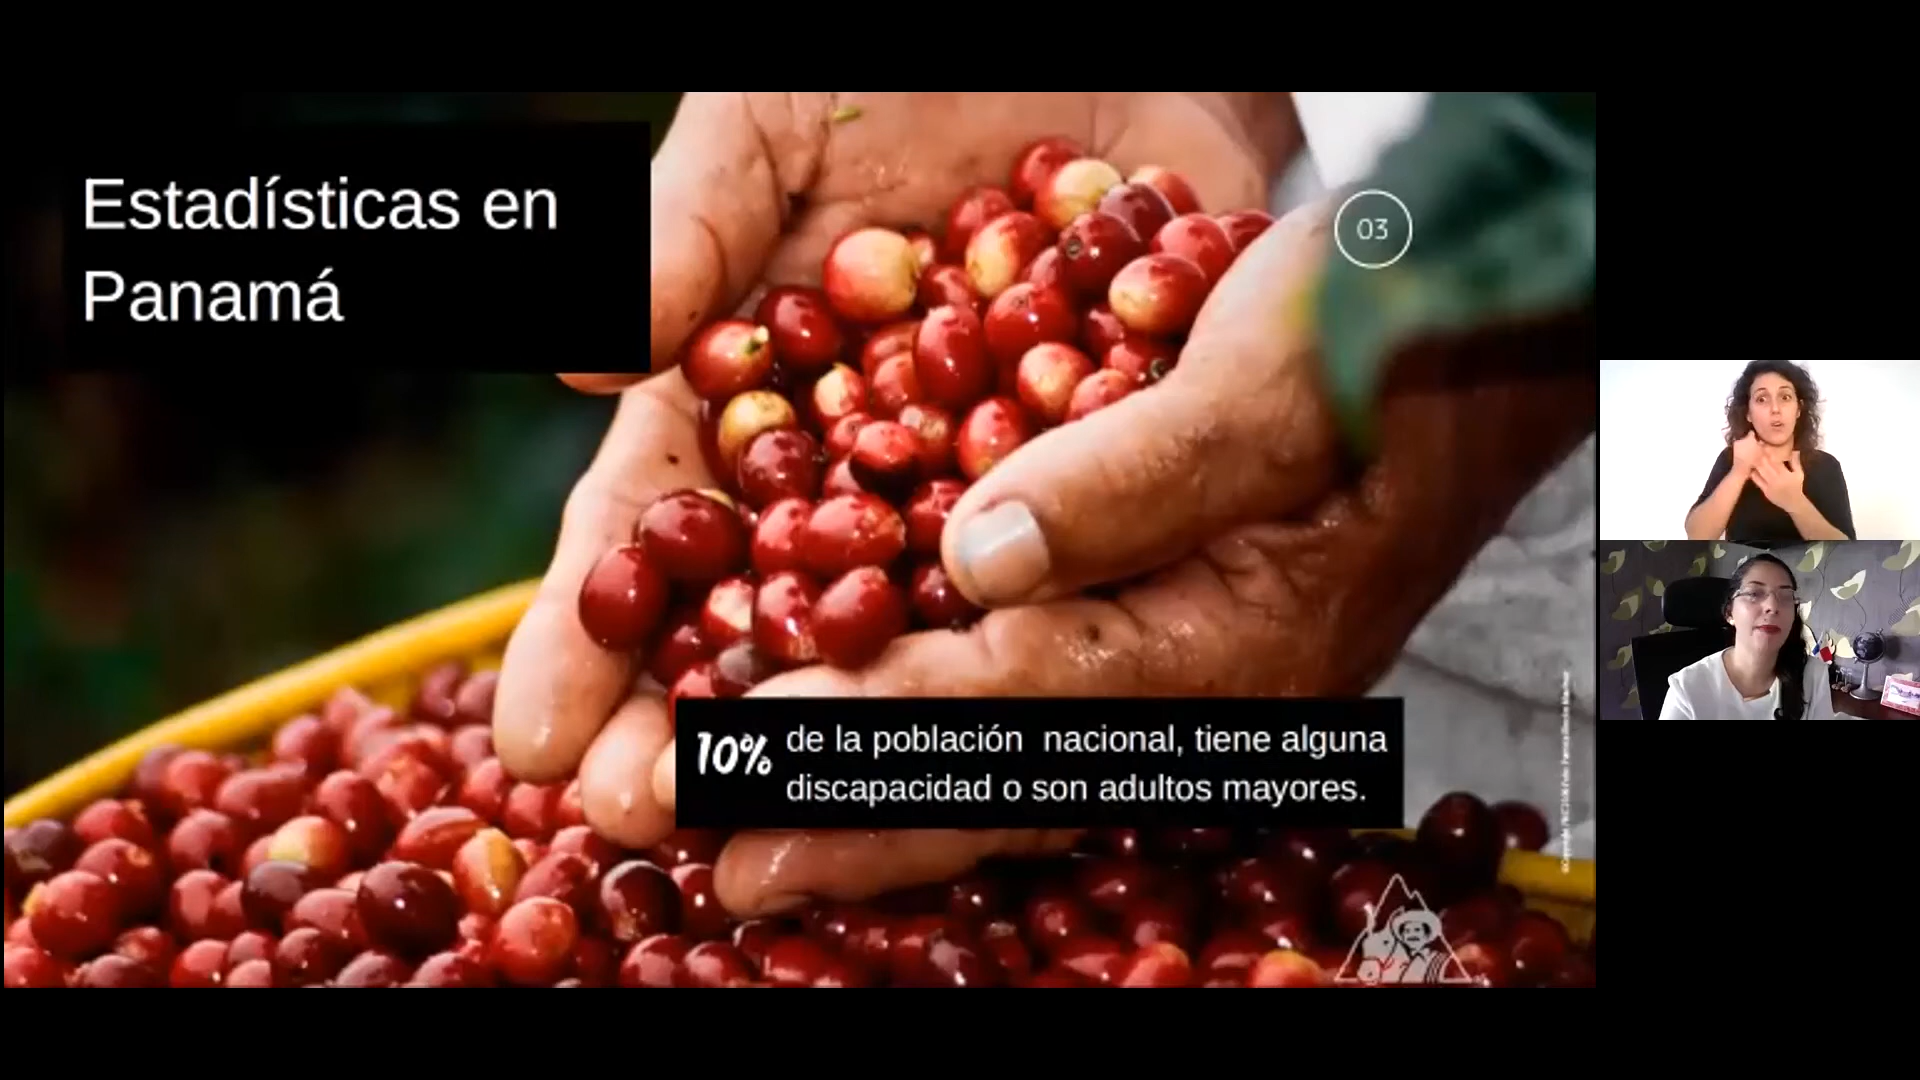 Estadísticas en
Panamá
03
10% de la población nacional, tiene alguna
discapacidad o son adultos mayores.